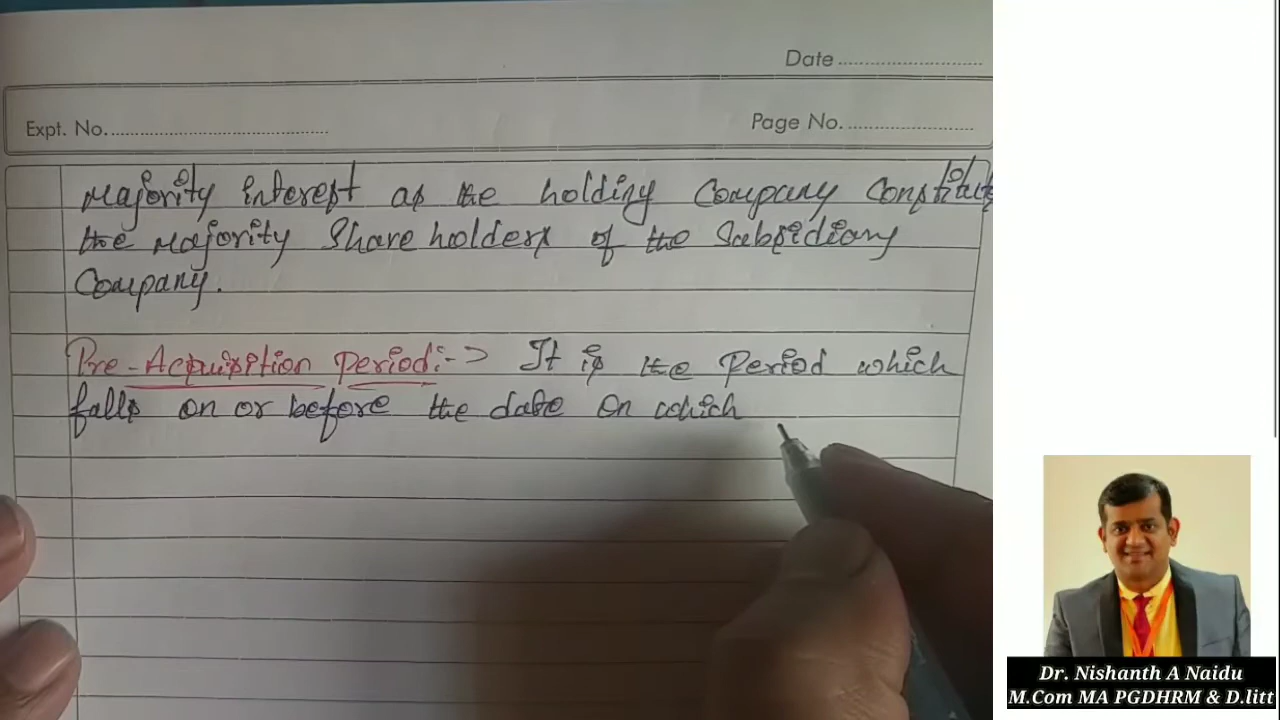 Date
Expt. No.
Page No.
Majority interest as the holding Company Constitute
the Majority Share holders of the Subsidiary
Company.
Pre-Acquisition period:-> It is the Period which
falls on or before the date on which
Dr. Nishanth A Naidu
M.Com MA PGDHRM & D.litt